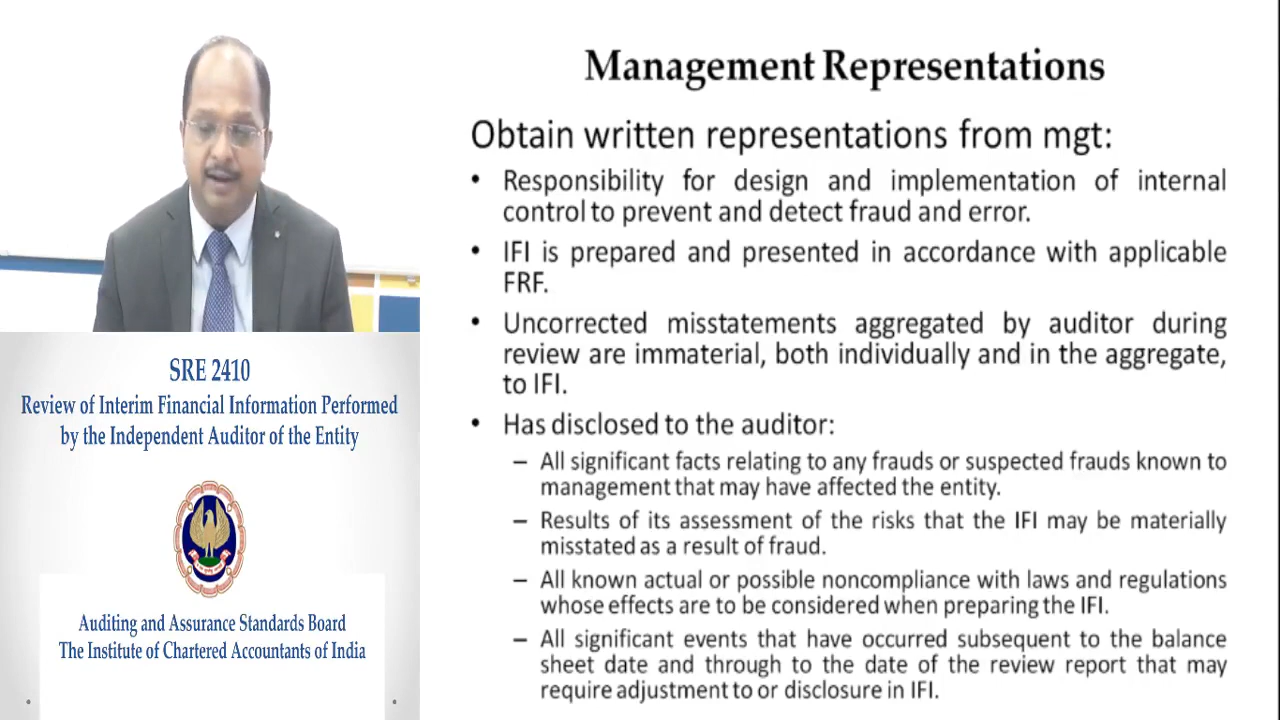 Management Representations
Obtain written representations from mgt:
• Responsibility for design and implementation of internal
control to prevent and detect fraud and error.
• IFI is prepared and presented in accordance with applicable
FRF.
• Uncorrected misstatements aggregated by auditor during
review are immaterial, both individually and in the aggregate,
to IFI.
• Has disclosed to the auditor:
– All significant facts relating to any frauds or suspected frauds known to
management that may have affected the entity.
– Results of its assessment of the risks that the IFI may be materially
misstated as a result of fraud.
– All known actual or possible noncompliance with laws and regulations
whose effects are to be considered when preparing the IFI.
– All significant events that have occurred subsequent to the balance
sheet date and through to the date of the review report that may
require adjustment to or disclosure in IFI.
SRE 2410
Review of Interim Financial Information Performed
by the Independent Auditor of the Entity
Auditing and Assurance Standards Board
The Institute of Chartered Accountants of India